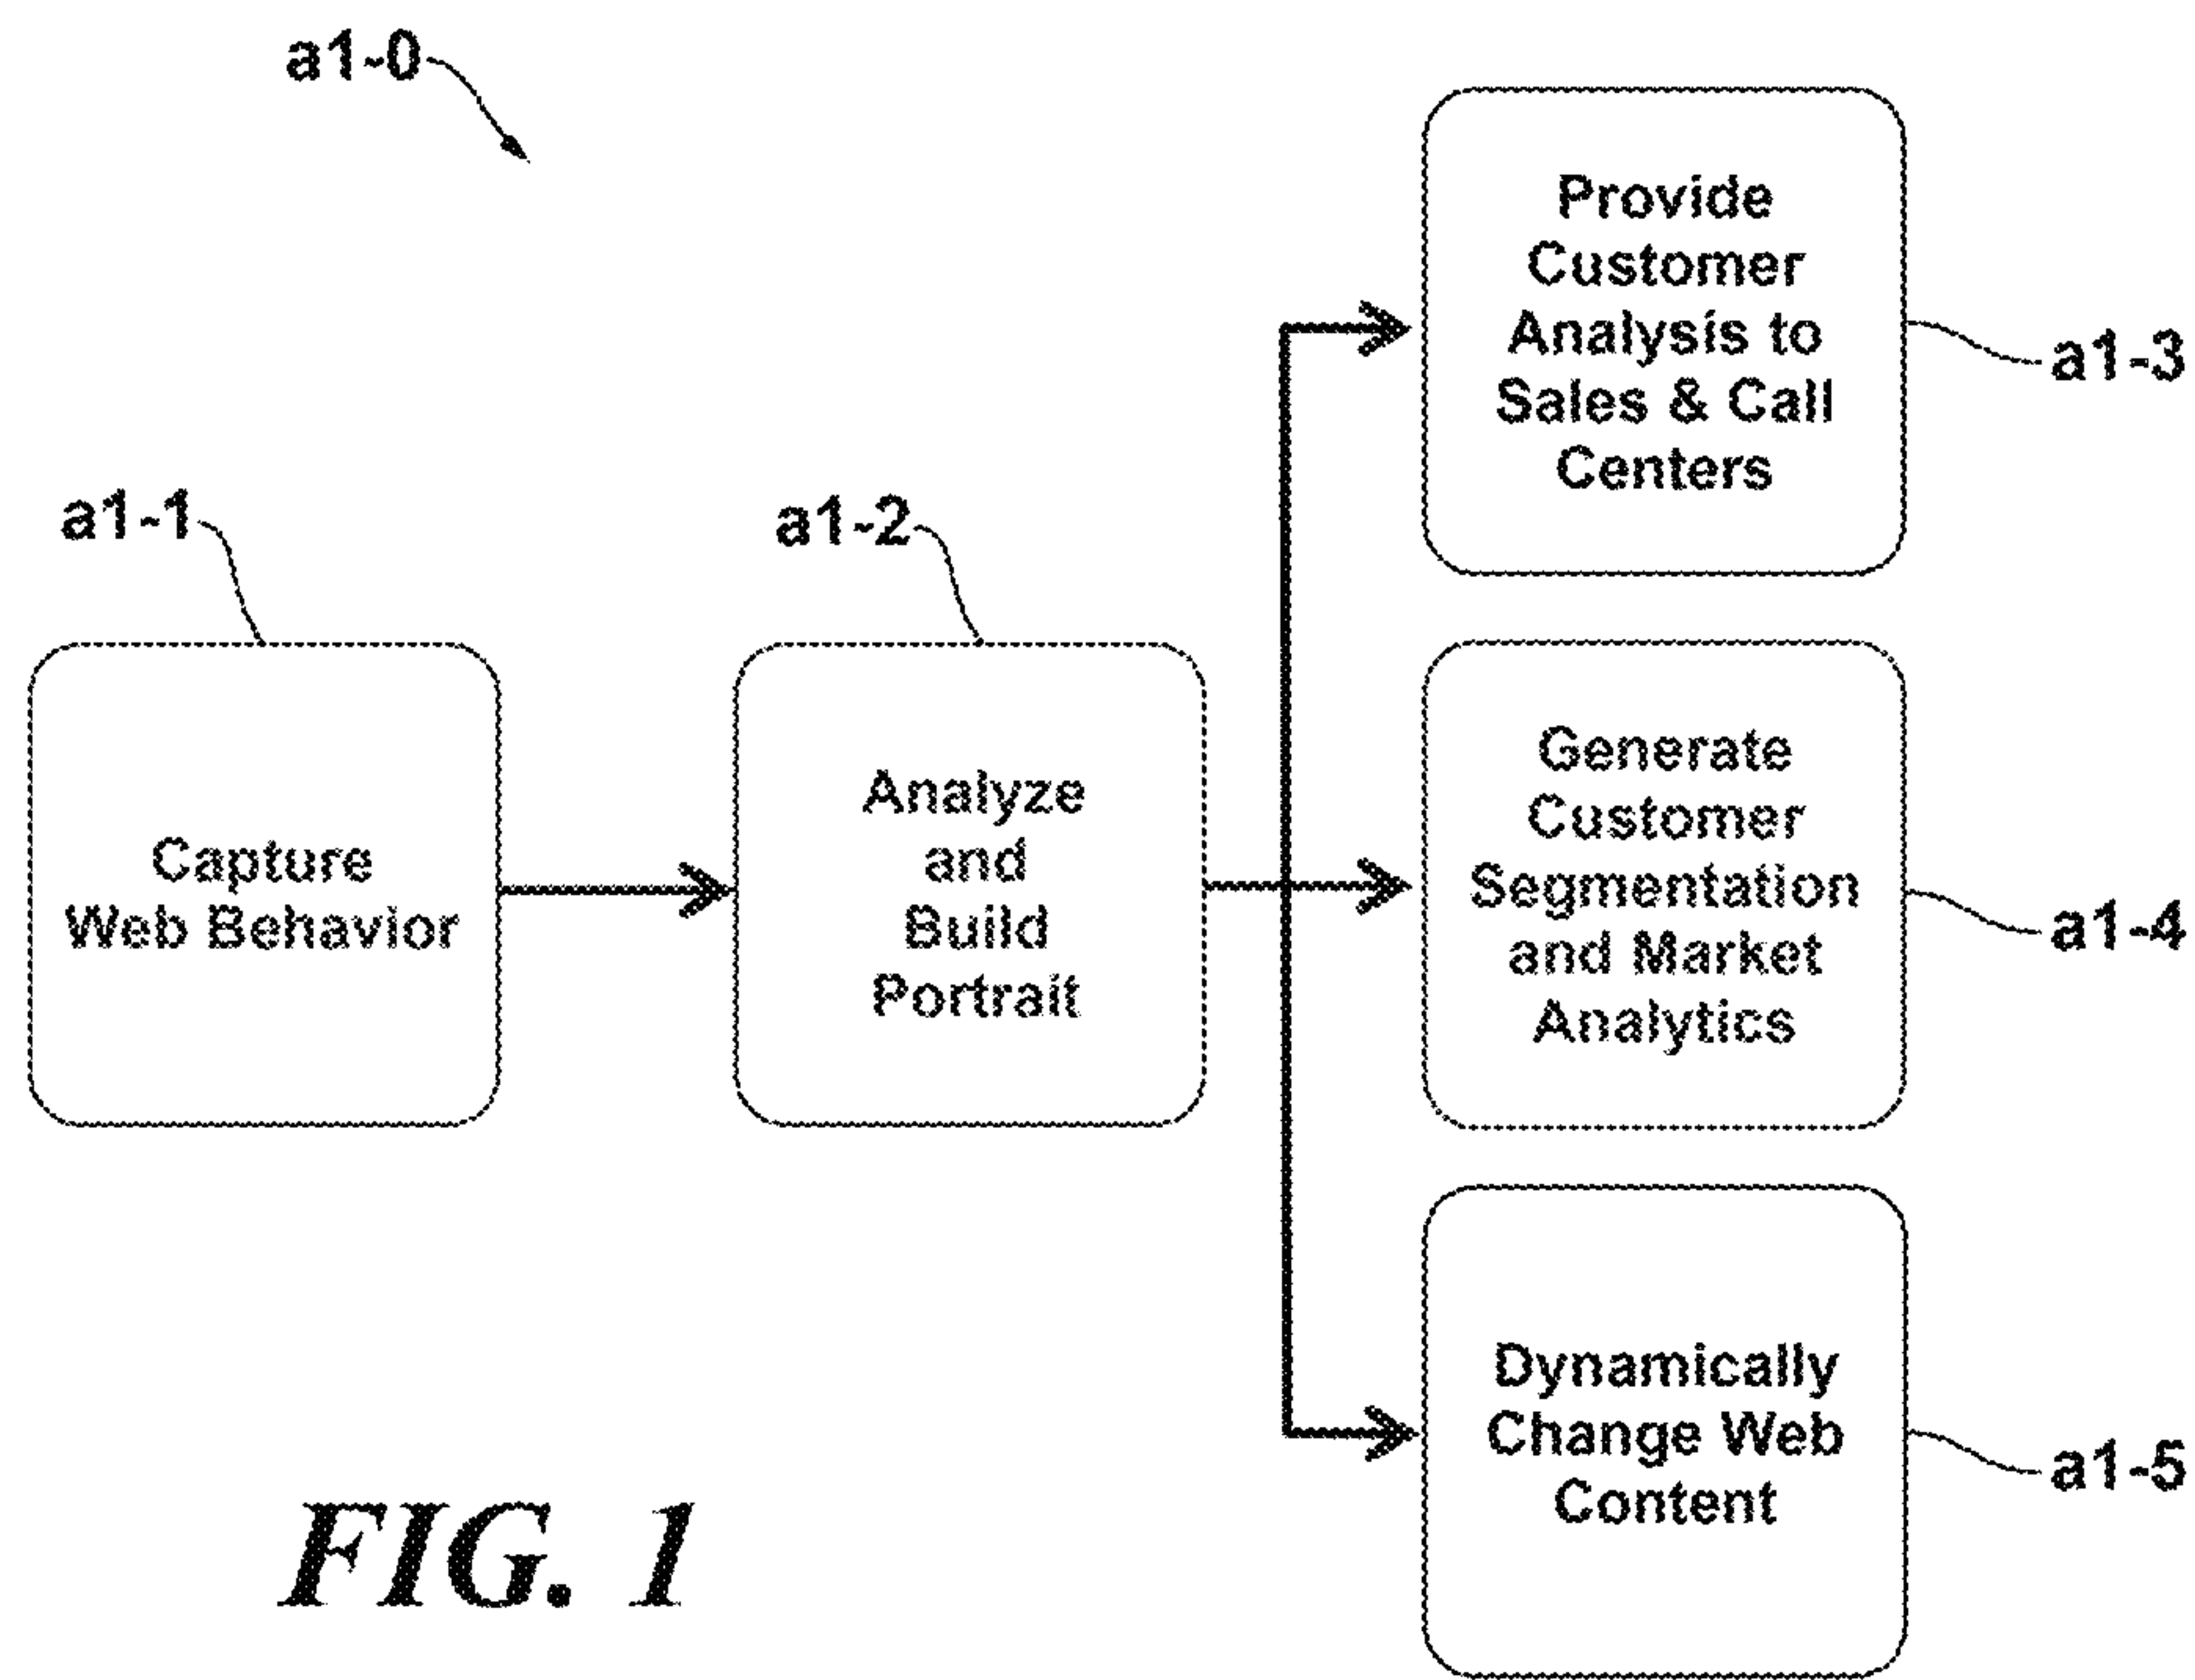 a1-0
a1-1
Capture
Web Behavior
a1-2
Analyze
and
Build
Portrait
Provide
Customer
Analysis to
Sales & Call
Centers
a1-3
Generate
Customer
Segmentation
and Market
Analytics
a1-4
Dynamically
Change Web
Content
a1-5
FIG. 1